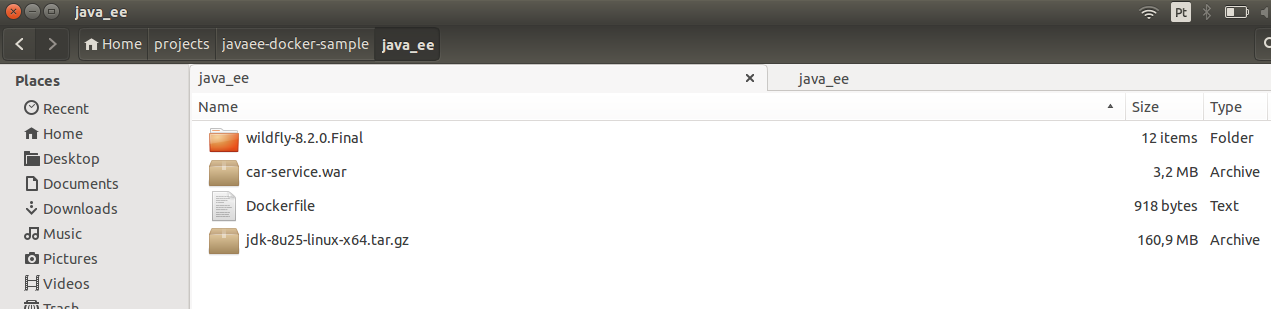 java_ee
Pt
Home projects javaee-docker-sample java_ee
Places
Recent
Home
Desktop
Documents
Downloads
Music
Pictures
Videos
Trash
java_ee java_ee
Name Size Type
wildfly-8.2.0.Final 12 items Folder
car-service.war 3,2 MB Archive
Dockerfile 918 bytes Text
jdk-8u25-linux-x64.tar.gz 160,9 MB Archive